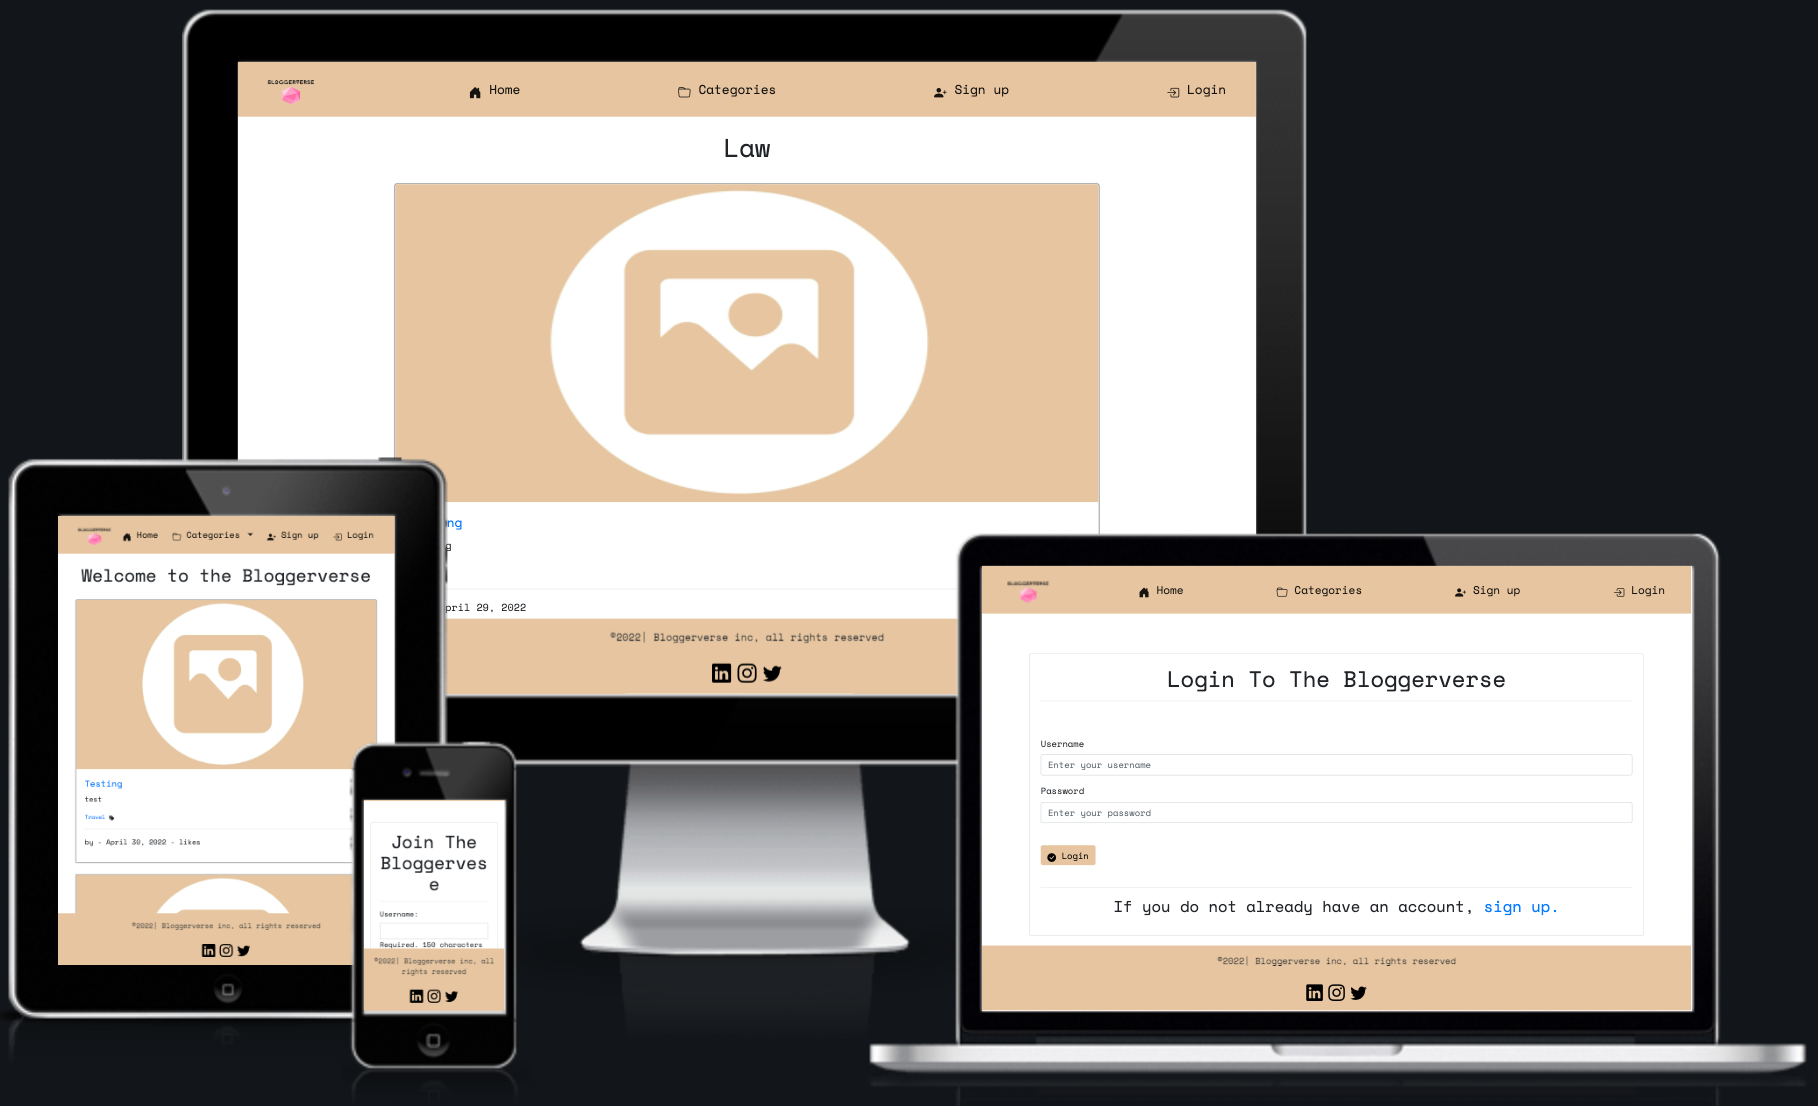 BLOGGERVERSE
Home
Categories
Sign up
Login
Law
ng
g
pril 29, 2022
©2022| Bloggerverse inc, all rights reserved
BLOGGERVERSE
Home
Categories
Sign up
Login
Welcome to the Bloggerverse
Testing
test
Travel
by - April 30, 2022 - likes
©2022| Bloggerverse inc, all rights reserved
Join The
Bloggerves
e
Username:
Required. 150 characters
©2022| Bloggerverse inc, all
rights reserved
BLOGGERVERSE
Home
Categories
Sign up
Login
Login To The Bloggerverse
Username
Enter your username
Password
Enter your password
Login
If you do not already have an account, sign up.
©2022| Bloggerverse inc, all rights reserved